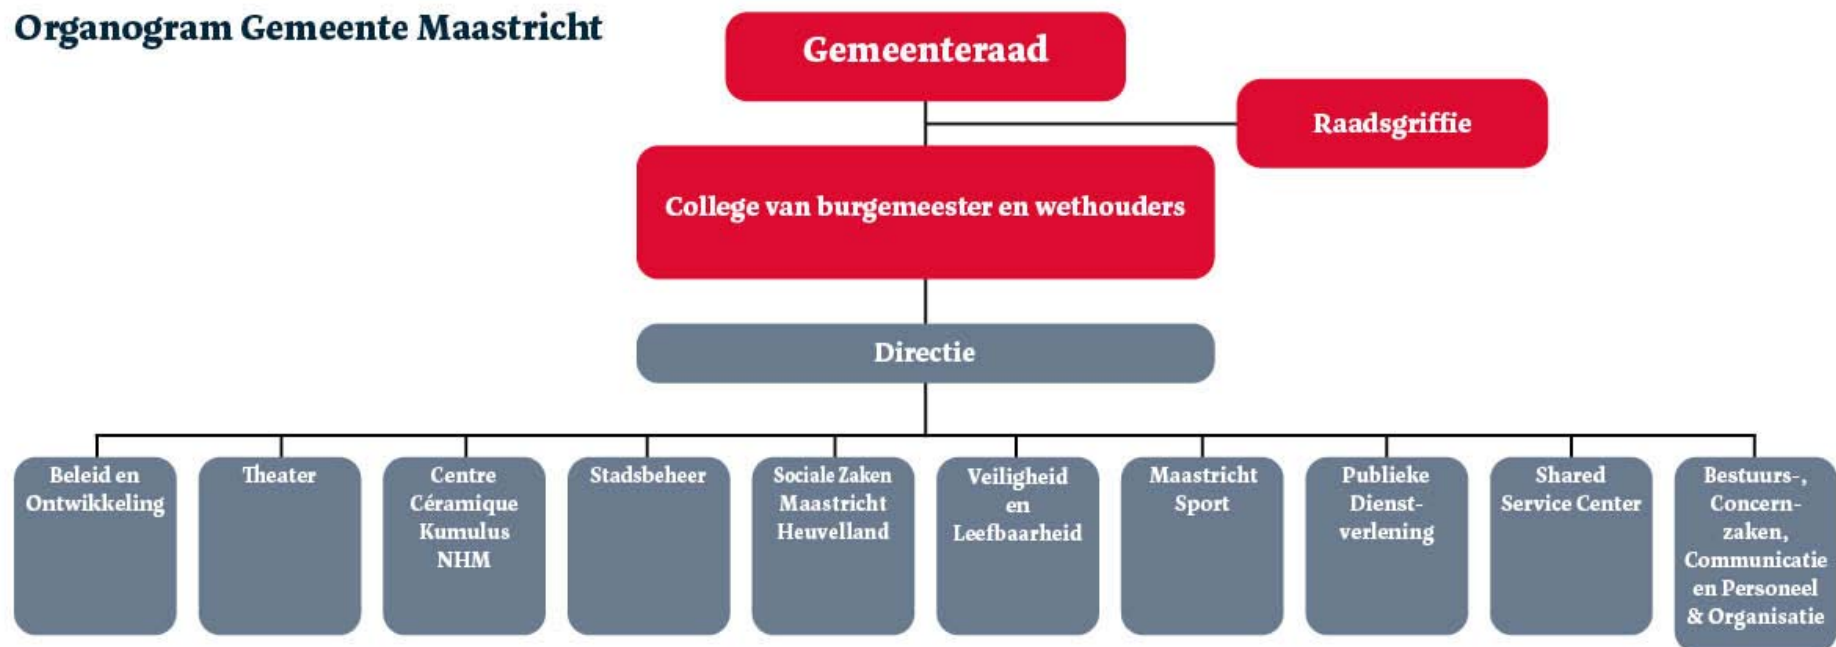 Organogram Gemeente Maastricht
Gemeenteraad
Raadsgriffie
College van burgemeester en wethouders
Directie
Beleid en
Ontwikkeling
Theater
Centre
Céramique
Kumulus
NHM
Stadsbeheer
Sociale Zaken
Maastricht
Heuvelland
Veiligheid
en
Leefbaarheid
Maastricht
Sport
Publieke
Dienst-
verlening
Shared
Service Center
Bestuurs-,
Concern-
zaken,
Communicatie
en Personeel
& Organisatie